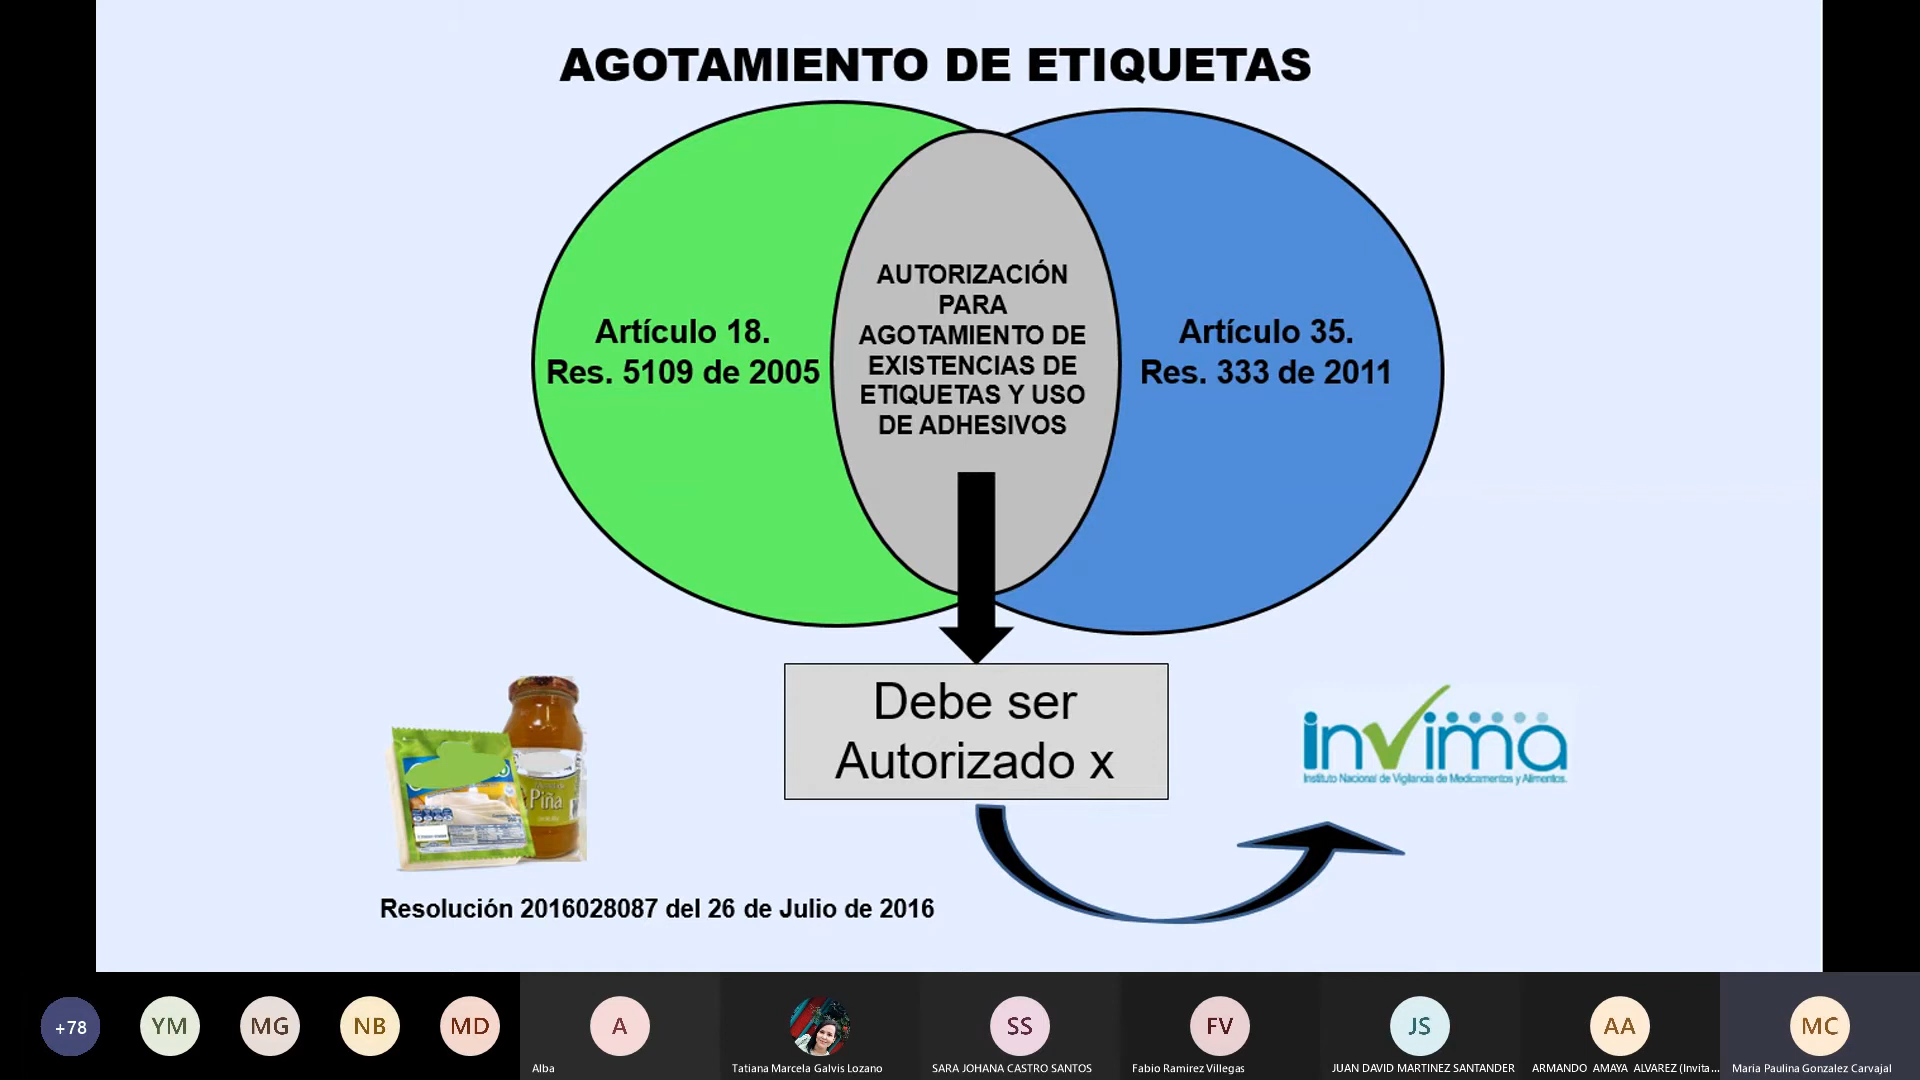 AGOTAMIENTO DE ETIQUETAS
Artículo 18.
Res. 5109 de 2005
AUTORIZACIÓN
PARA
AGOTAMIENTO DE
EXISTENCIAS DE
ETIQUETAS Y USO
DE ADHESIVOS
Artículo 35.
Res. 333 de 2011
Debe ser
Autorizado x
invima
Instituto Nacional de Vigilancia de Medicamentos y Alimentos.
Piña
Resolución 2016028087 del 26 de Julio de 2016
+78
YM
MG
NB
MD
A
Alba
Tatiana Marcela Galvis Lozano
SS
SARA JOHANA CASTRO SANTOS
FV
Fabio Ramirez Villegas
JS
JUAN DAVID MARTINEZ SANTANDER
AA
ARMANDO AMAYA ALVAREZ (Invita...
MC
Maria Paulina Gonzalez Carvajal